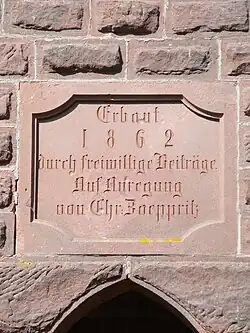 Erbaut
1862
durch freiwillige Beiträge.
Auf Anregung
von Chr. Zoeppritz